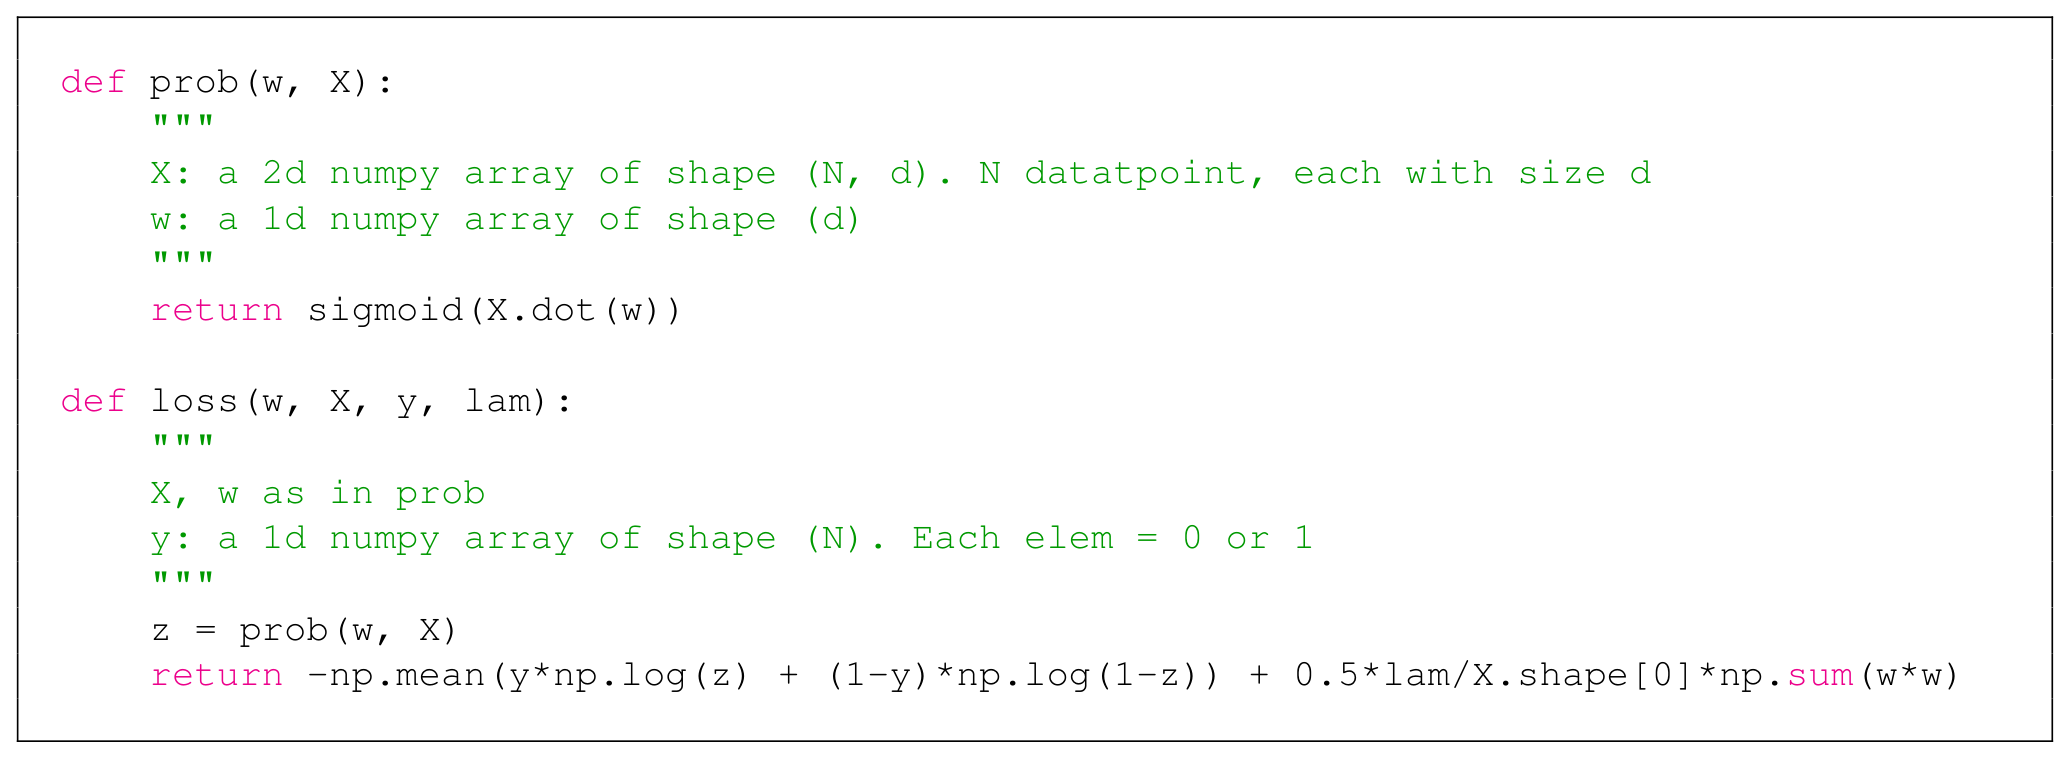 def prob(w, X):
    """
    X: a 2d numpy array of shape (N, d). N datatpoint, each with size d
    w: a 1d numpy array of shape (d)
    """
    return sigmoid(X.dot(w))

def loss(w, X, y, lam):
    """
    X, w as in prob
    y: a 1d numpy array of shape (N). Each elem = 0 or 1
    """
    z = prob(w, X)
    return -np.mean(y*np.log(z) + (1-y)*np.log(1-z)) + 0.5*lam/X.shape[0]*np.sum(w*w)